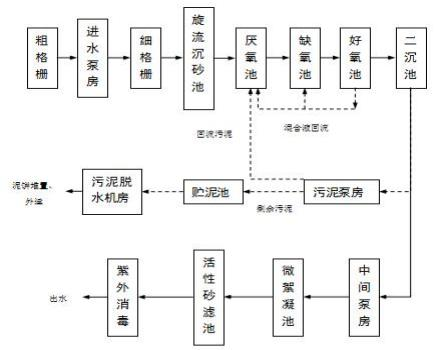 粗格栅
进水泵房
细格栅
旋流沉砂池
厌氧池
缺氧池
好氧池
二沉池
回流污泥
混合液回流
泥饼堆置、
外运
污泥脱
水机房
贮泥池
污泥泵房
剩余污泥
出水
紫外消毒
活性砂滤池
微絮凝池
中间泵房